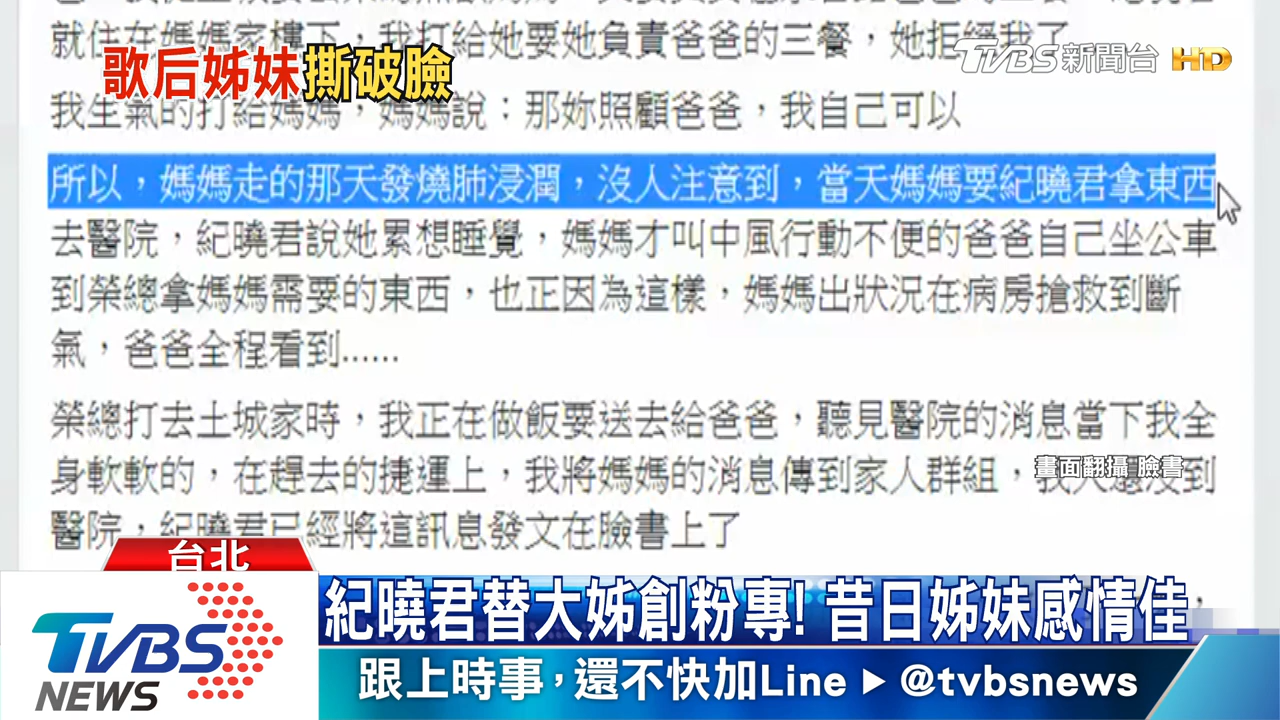 就住在媽媽家樓下，我打給她要她負責爸爸的三餐，她拒絕我了
TVBS新聞台 HD
歌后姊妹撕破臉
我生氣的打給媽媽，媽媽說：那妳照顧爸爸，我自己可以
所以，媽媽走的那天發燒肺浸潤，沒人注意到，當天媽媽要紀曉君拿東西
去醫院，紀曉君說她累想睡覺，媽媽才叫中風行動不便的爸爸自己坐公車
到榮總拿媽媽需要的東西，也正因為這樣，媽媽出狀況在病房搶救到斷
氣，爸爸全程看到......
榮總打去土城家時，我正在做飯要送去給爸爸，聽見醫院的消息當下我全
身軟軟的，在趕去的捷運上，我將媽媽的消息傳到家人群組，我人還沒到
畫面翻攝 臉書
醫院，紀曉君已經將這訊息發文在臉書上了
台北
紀曉君替大姊創粉專! 昔日姊妹感情佳
TVBS NEWS
跟上時事，還不快加Line ▶ @tvbsnews